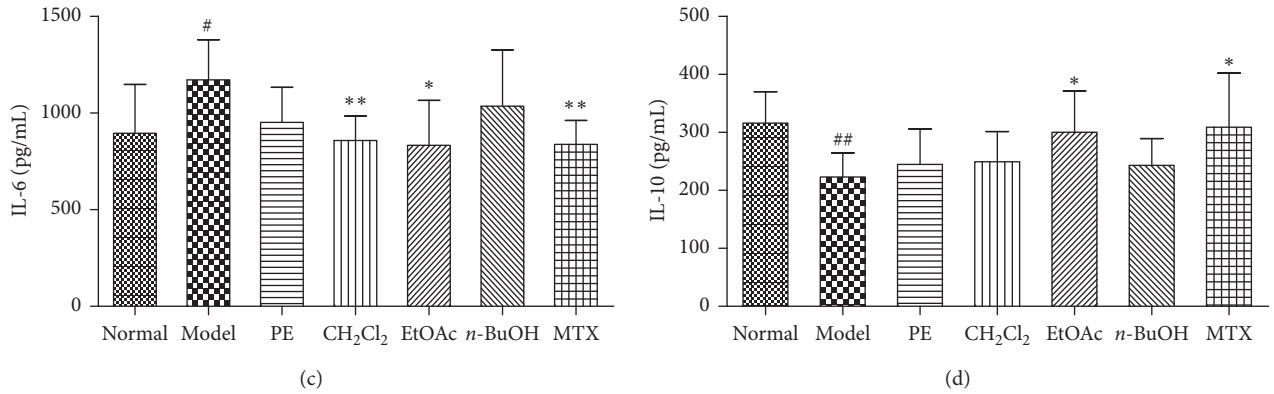 IL-6 (pg/mL)
1500
1000
500
0
#
**
*
**
Normal Model PE CH₂Cl₂ EtOAc n-BuOH MTX
(c)
IL-10 (pg/mL)
500
400
300
200
100
0
##
*
*
Normal Model PE CH₂Cl₂ EtOAc n-BuOH MTX
(d)